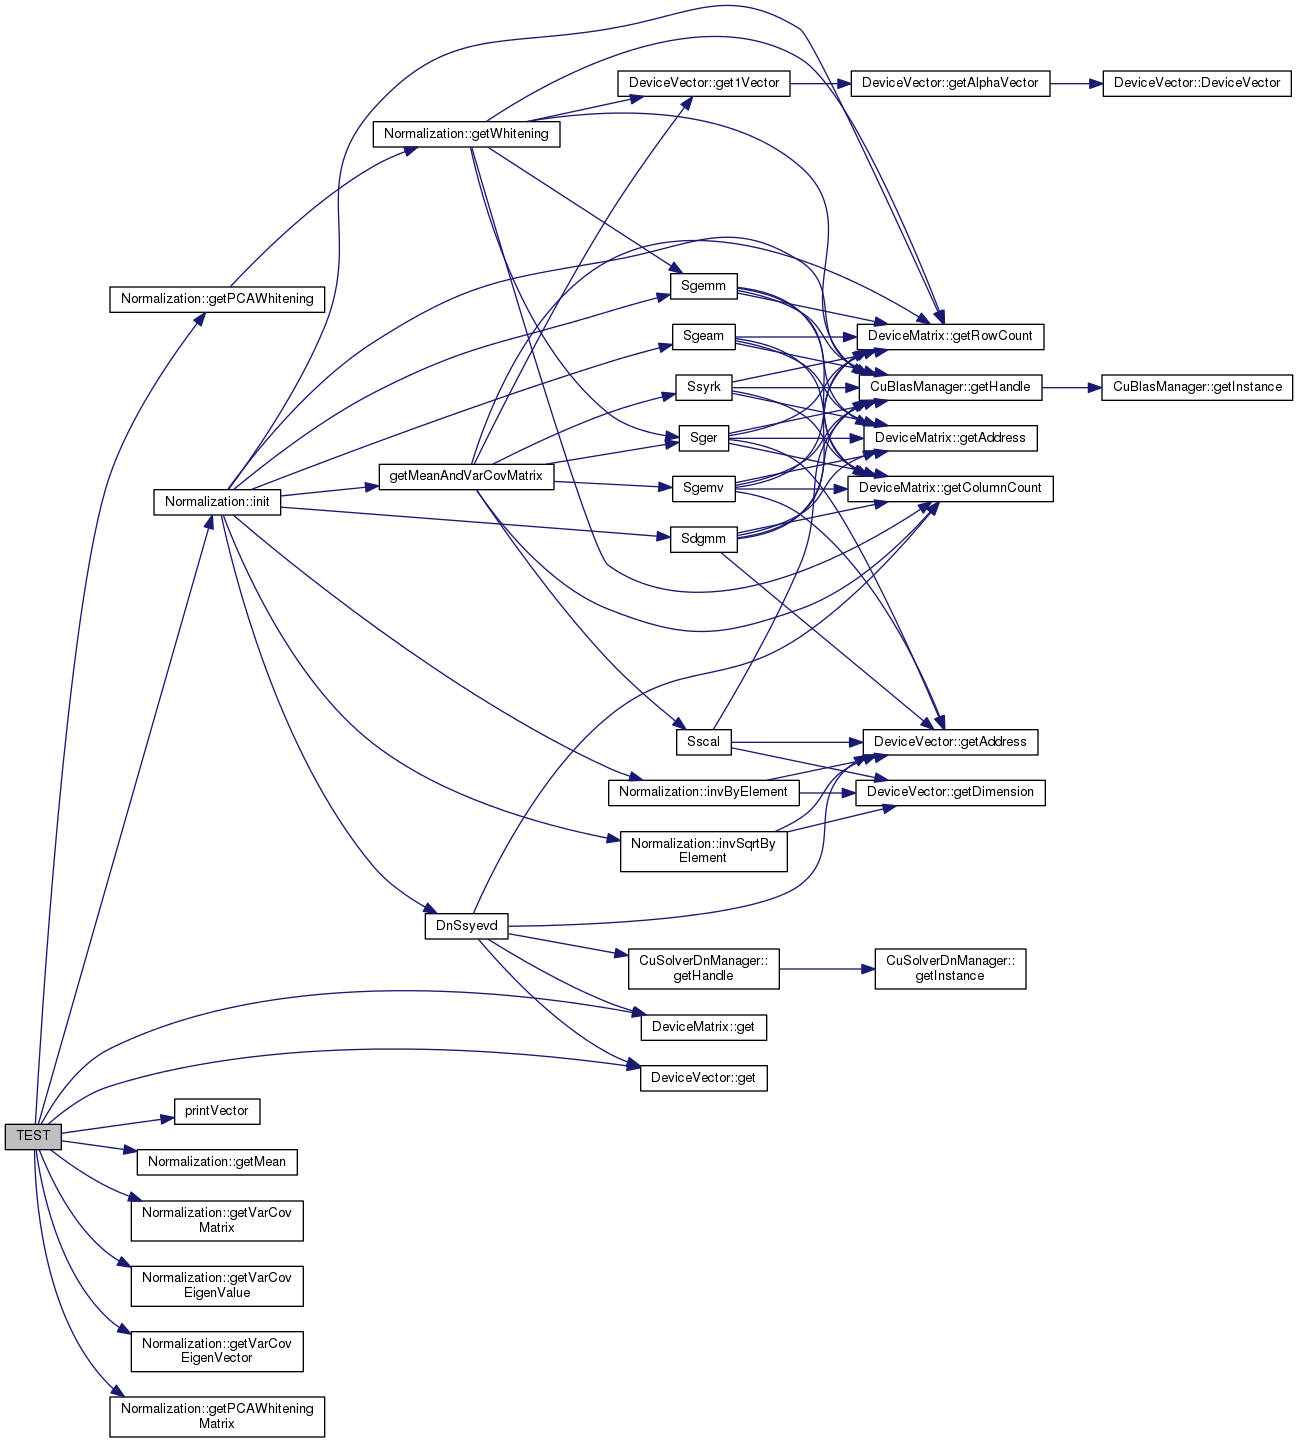 DeviceVector::get1Vector
DeviceVector::getAlphaVector
DeviceVector::DeviceVector
Normalization::getWhitening
Normalization::getPCAWhitening
Sgemm
Sgeam
DeviceMatrix::getRowCount
Ssyrk
CuBlasManager::getHandle
CuBlasManager::getInstance
Sger
DeviceMatrix::getAddress
getMeanAndVarCovMatrix
Sgemv
DeviceMatrix::getColumnCount
Normalization::init
Sdgmm
Sscal
DeviceVector::getAddress
Normalization::invByElement
DeviceVector::getDimension
Normalization::invSqrtBy
Element
DnSsyevd
CuSolverDnManager::
getHandle
CuSolverDnManager::
getInstance
DeviceMatrix::get
DeviceVector::get
printVector
TEST
Normalization::getMean
Normalization::getVarCov
Matrix
Normalization::getVarCov
EigenValue
Normalization::getVarCov
EigenVector
Normalization::getPCAWhitening
Matrix